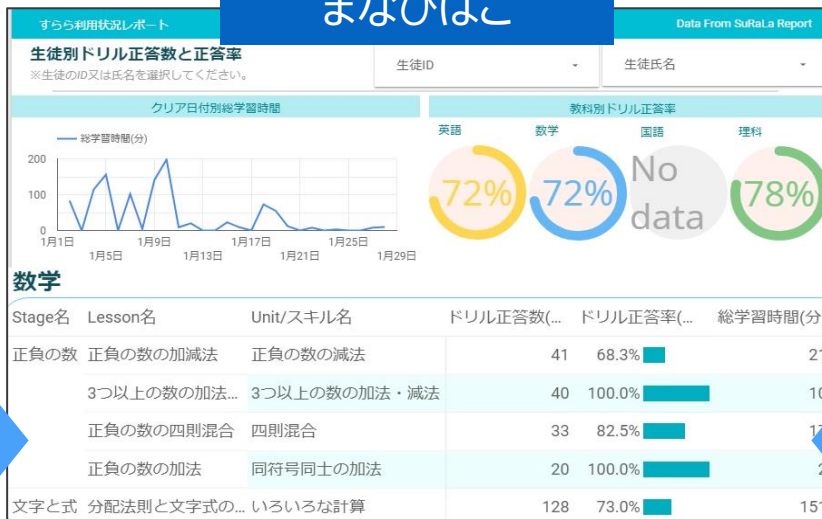 まなびばこ
すらら利用状況レポート
Data From SuRaLa Report
生徒別ドリル正答数と正答率
※生徒のID又は氏名を選択してください。
生徒ID
生徒氏名
クリア日付別総学習時間
教科別ドリル正答率
総学習時間(分)
200
100
0
1月1日 1月5日 1月9日 1月13日 1月17日 1月21日 1月25日 1月29日
英語 数学 国語 理科
72% 72% No data 78%
数学
Stage名 Lesson名 Unit/スキル名 ドリル正答数(... ドリル正答率(... 総学習時間(分
正負の数 正負の数の加減法 正負の数の減法 41 68.3%
3つ以上の数の加法... 3つ以上の数の加法・減法 40 100.0%
正負の数の四則混合 四則混合 33 82.5%
正負の数の加法 同符号同士の加法 20 100.0%
文字と式 分配法則と文字式の... いろいろな計算 128 73.0% 151